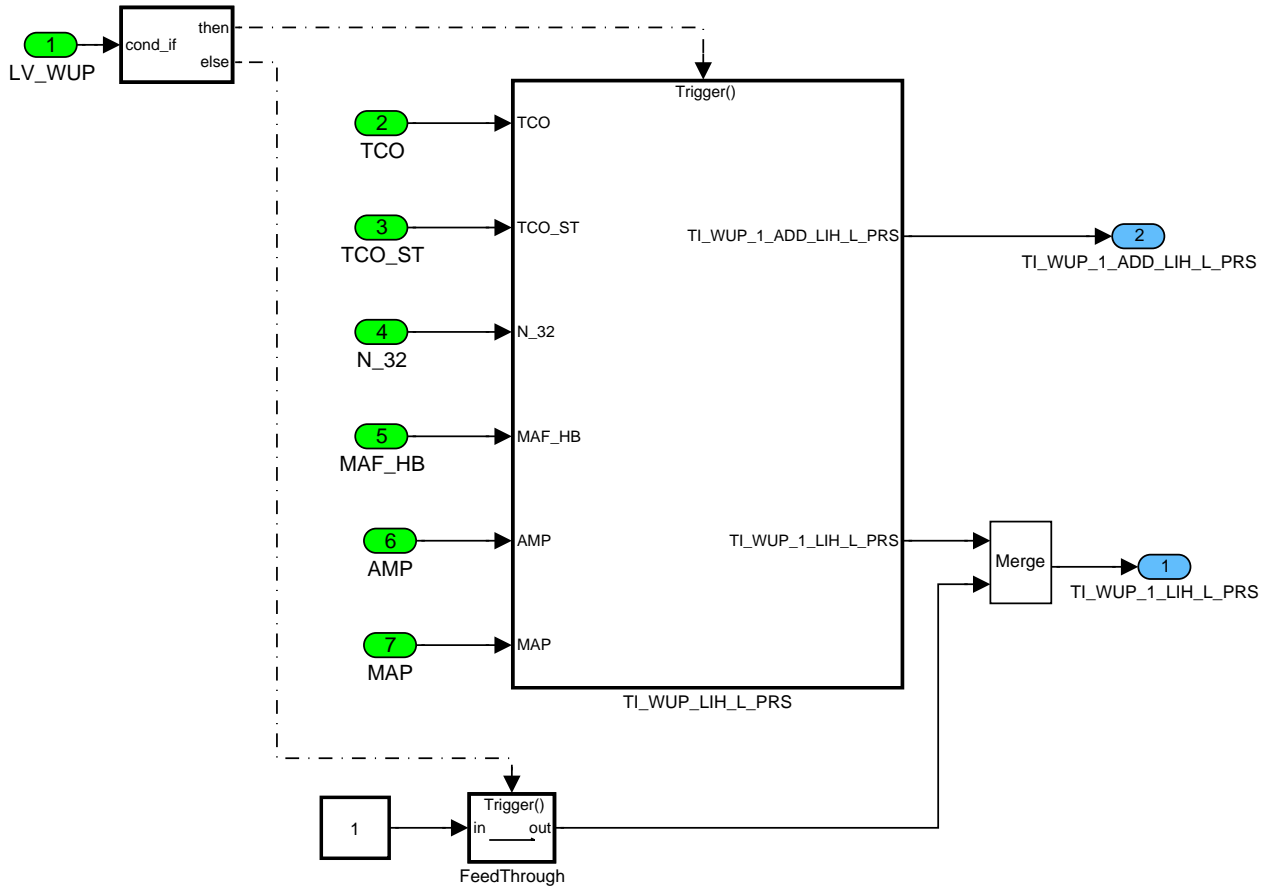 then
1
cond_if
LV_WUP
else
Trigger()
2
TCO
TCO
3
TCO_ST
TCO_ST
TI_WUP_1_ADD_LIH_L_PRS
2
TI_WUP_1_ADD_LIH_L_PRS
4
N_32
N_32
5
MAF_HB
MAF_HB
6
AMP
AMP
TI_WUP_1_LIH_L_PRS
Merge
1
TI_WUP_1_LIH_L_PRS
7
MAP
MAP
TI_WUP_LIH_L_PRS
Trigger()
1
in
out
FeedThrough